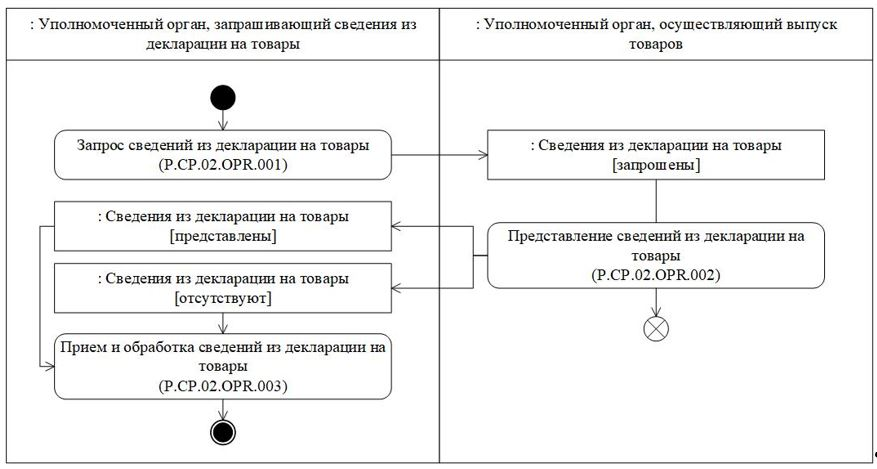 : Уполномоченный орган, запрашивающий сведения из
декларации на товары
: Уполномоченный орган, осуществляющий выпуск
товаров
Запрос сведений из декларации на товары
(P.CP.02.OPR.001)
: Сведения из декларации на товары
[запрошены]
: Сведения из декларации на товары
[представлены]
Представление сведений из декларации на
товары
(P.CP.02.OPR.002)
: Сведения из декларации на товары
[отсутствуют]
Прием и обработка сведений из декларации на
товары
(P.CP.02.OPR.003)